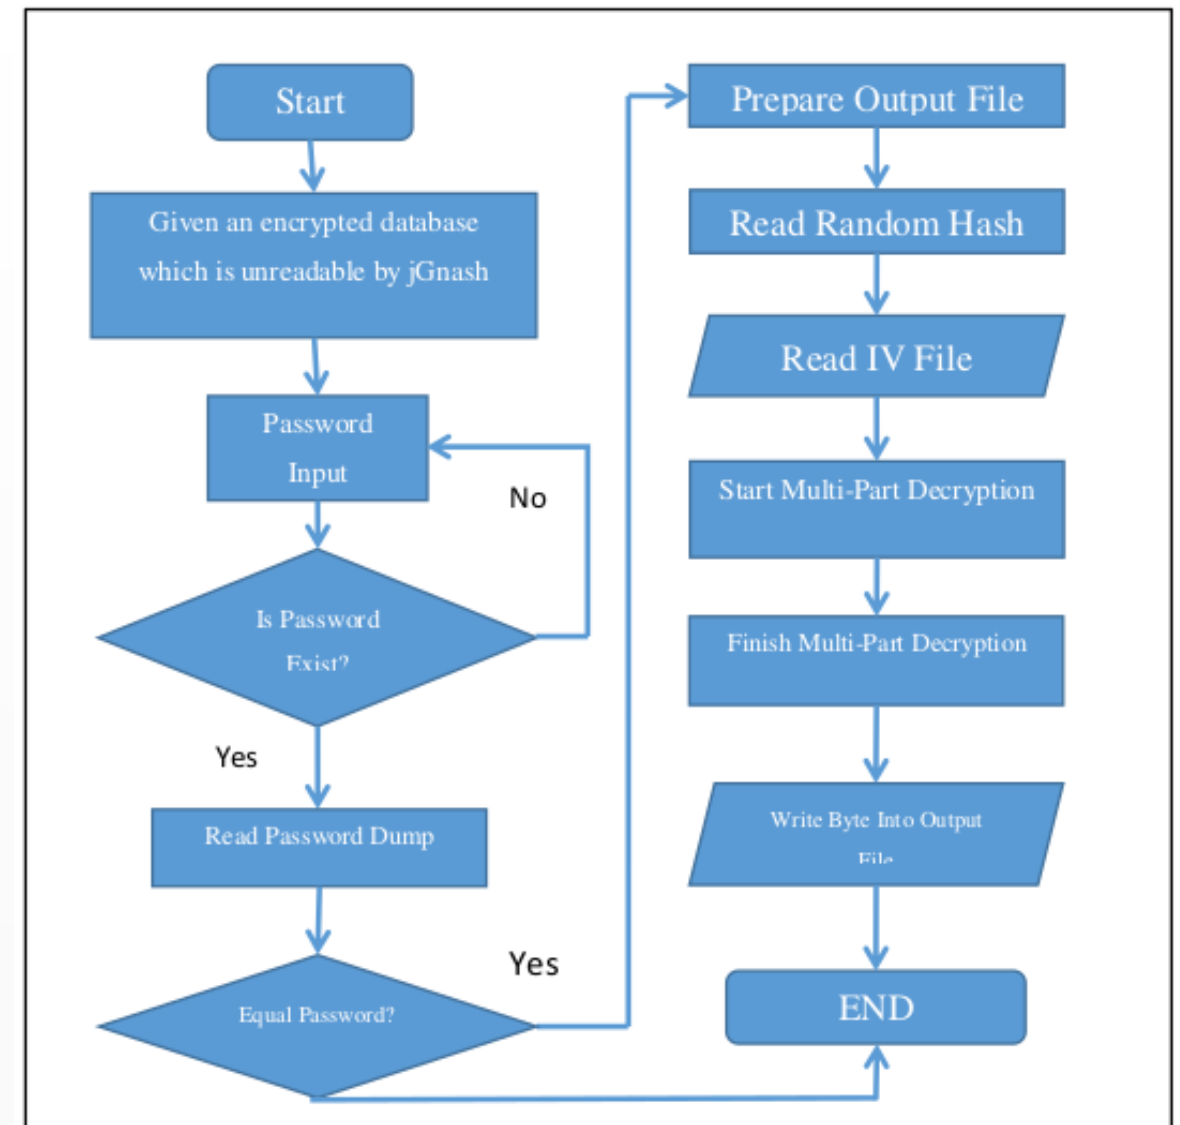 Start
Given an encrypted database
which is unreadable by jGnash
Password
Input
No
Is Password
Exist?
Yes
Read Password Dump
Yes
Equal Password?
Prepare Output File
Read Random Hash
Read IV File
Start Multi-Part Decryption
Finish Multi-Part Decryption
Write Byte Into Output
File
END